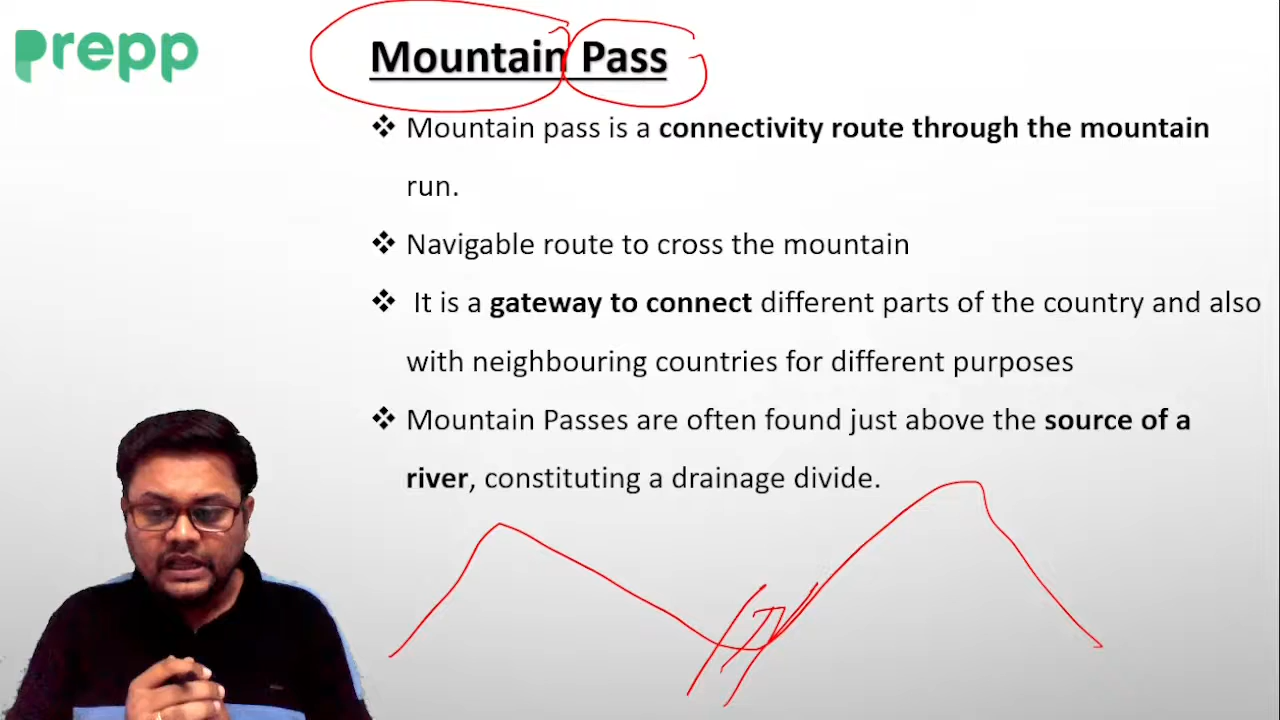 prepp
Mountain Pass
❖ Mountain pass is a connectivity route through the mountain
run.
❖ Navigable route to cross the mountain
❖ It is a gateway to connect different parts of the country and also
with neighbouring countries for different purposes
❖ Mountain Passes are often found just above the source of a
river, constituting a drainage divide.